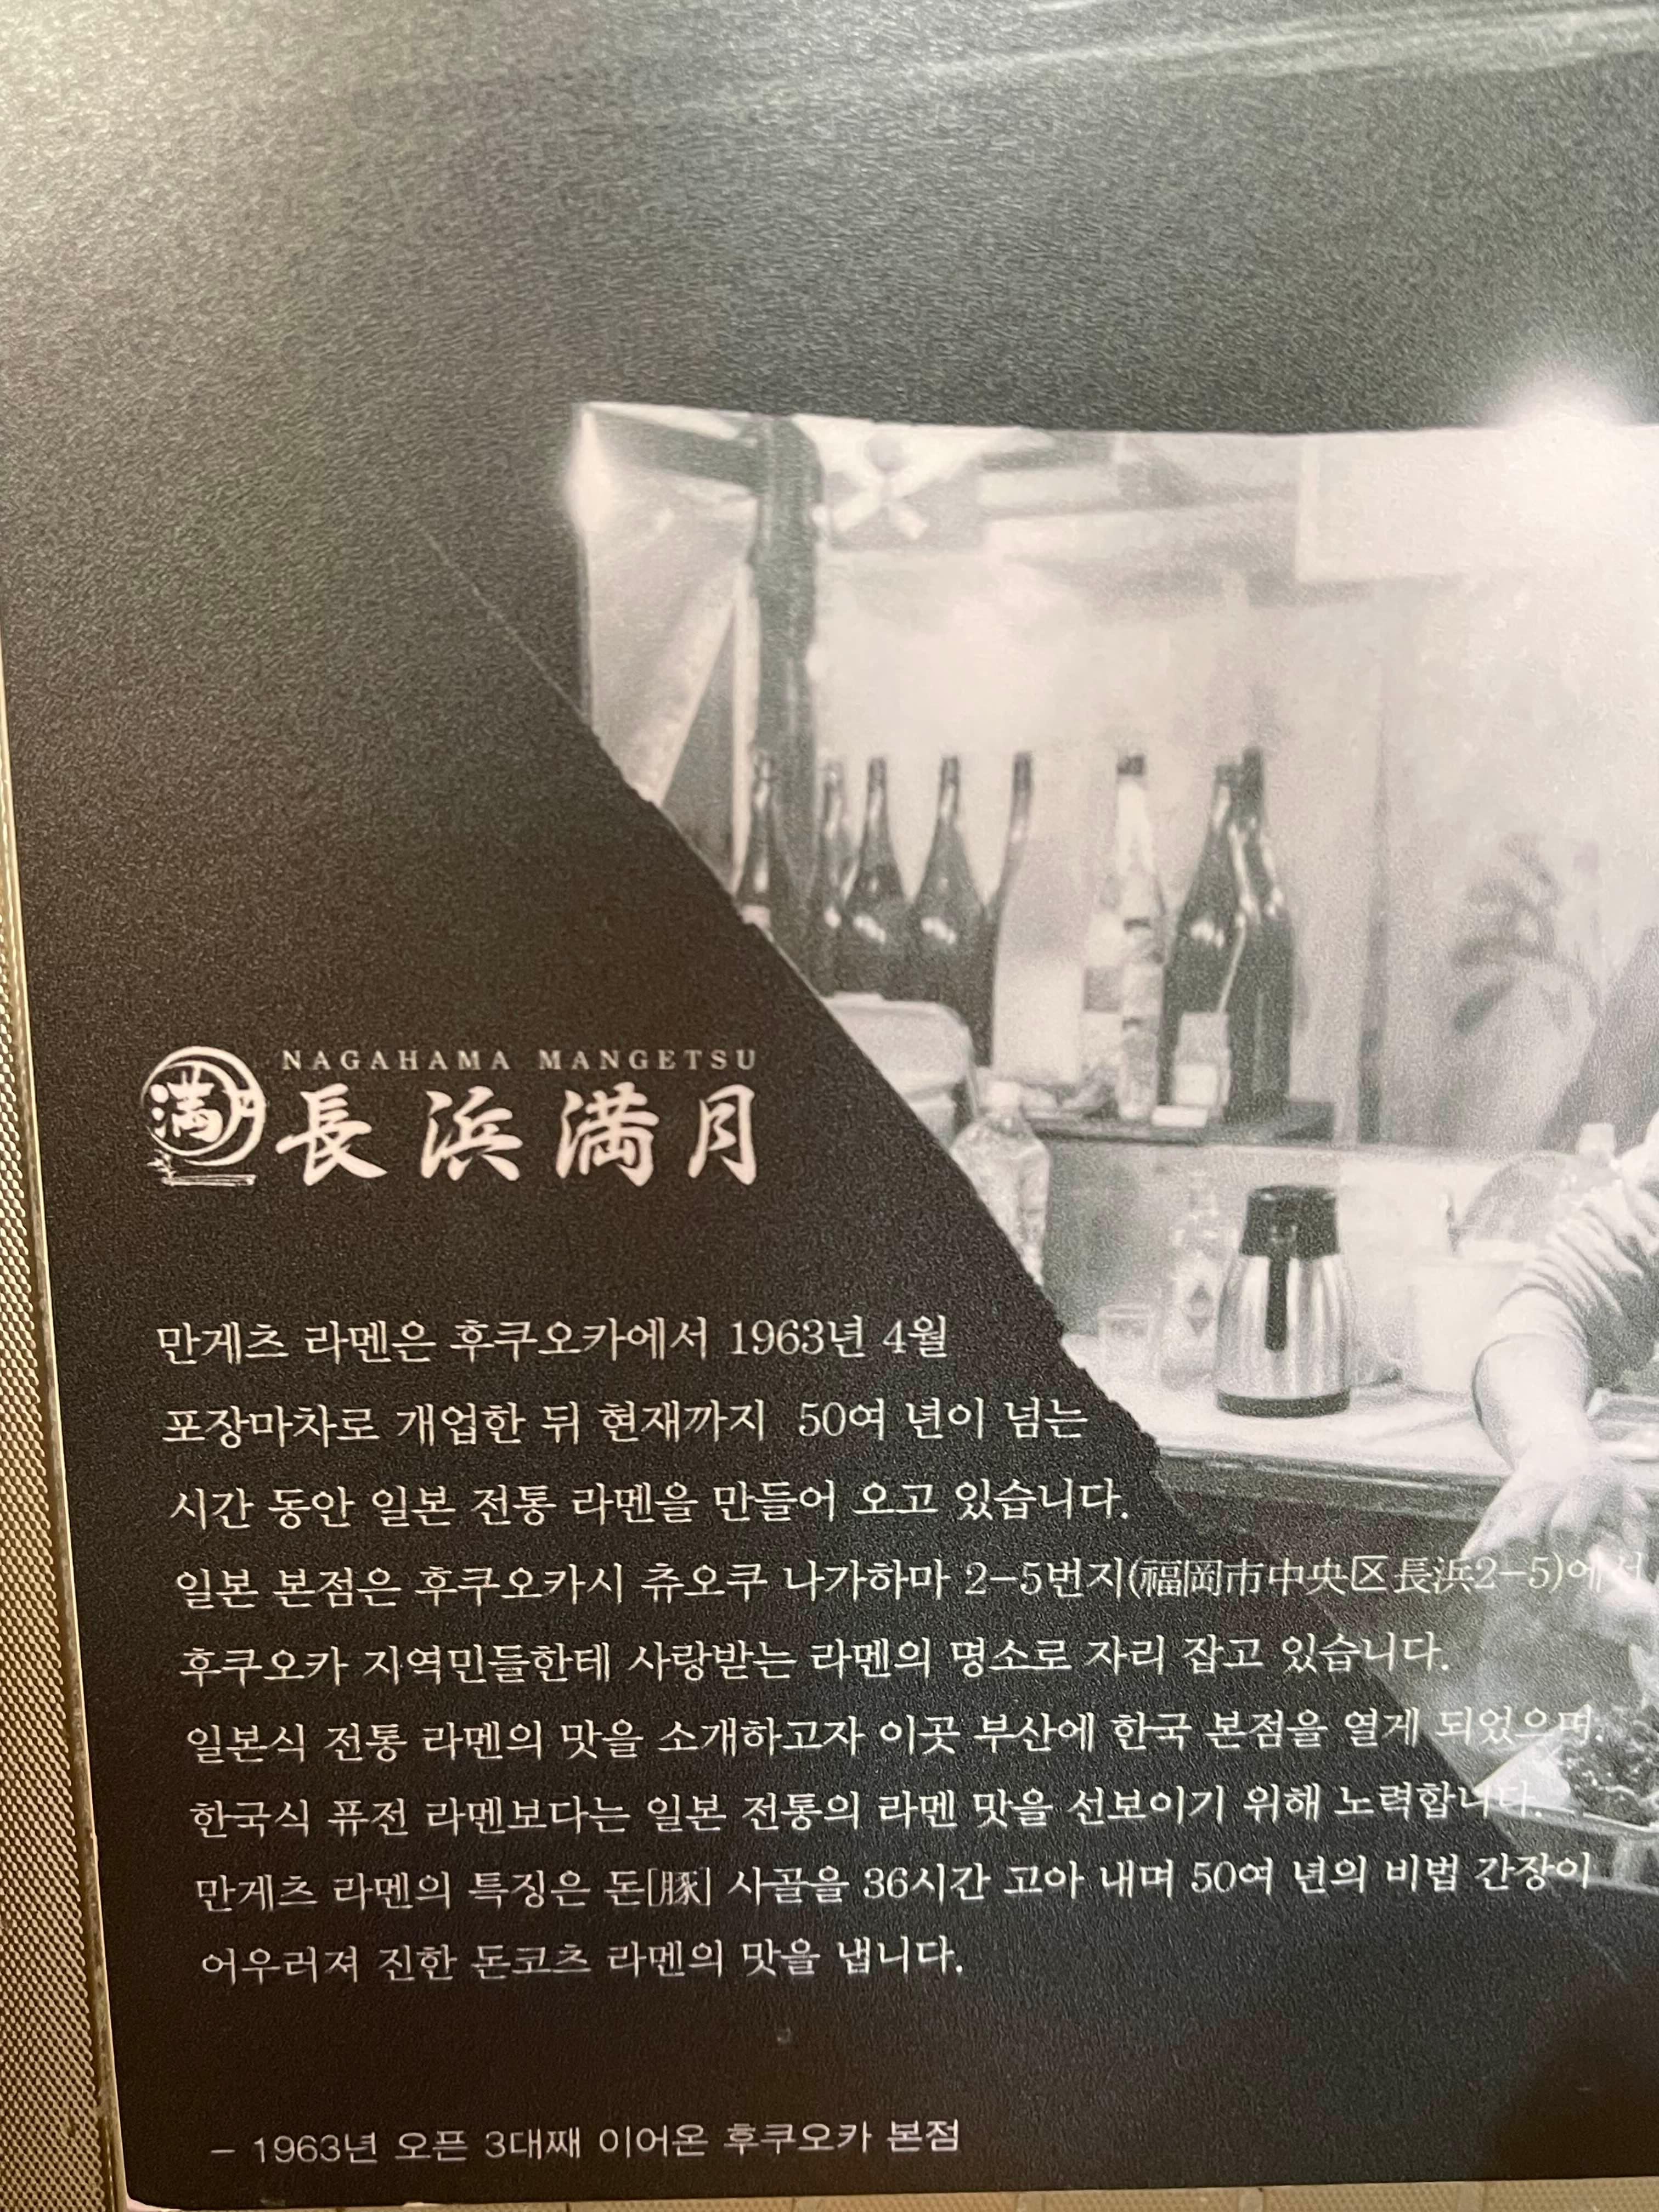 NAGAHAMA MANGETSU
満月
長浜満月
만게츠 라멘은 후쿠오카에서 1963년 4월
포장마차로 개업한 뒤 현재까지 50여 년이 넘는
시간 동안 일본 전통 라멘을 만들어 오고 있습니다.
일본 본점은 후쿠오카시 츄오쿠 나가하마 2-5번지(福岡市中央区長浜2-5)에서
후쿠오카 지역민들한테 사랑받는 라멘의 명소로 자리 잡고 있습니다.
일본식 전통 라멘의 맛을 소개하고자 이곳 부산에 한국 본점을 열게 되었으며.
한국식 퓨전 라멘보다는 일본 전통의 라멘 맛을 선보이기 위해 노력합니다.
만게츠 라멘의 특징은 돈[豚] 사골을 36시간 고아 내며 50여 년의 비법 간장이
어우러져 진한 돈코츠 라멘의 맛을 냅니다.
- 1963년 오픈 3대째 이어온 후쿠오카 본점